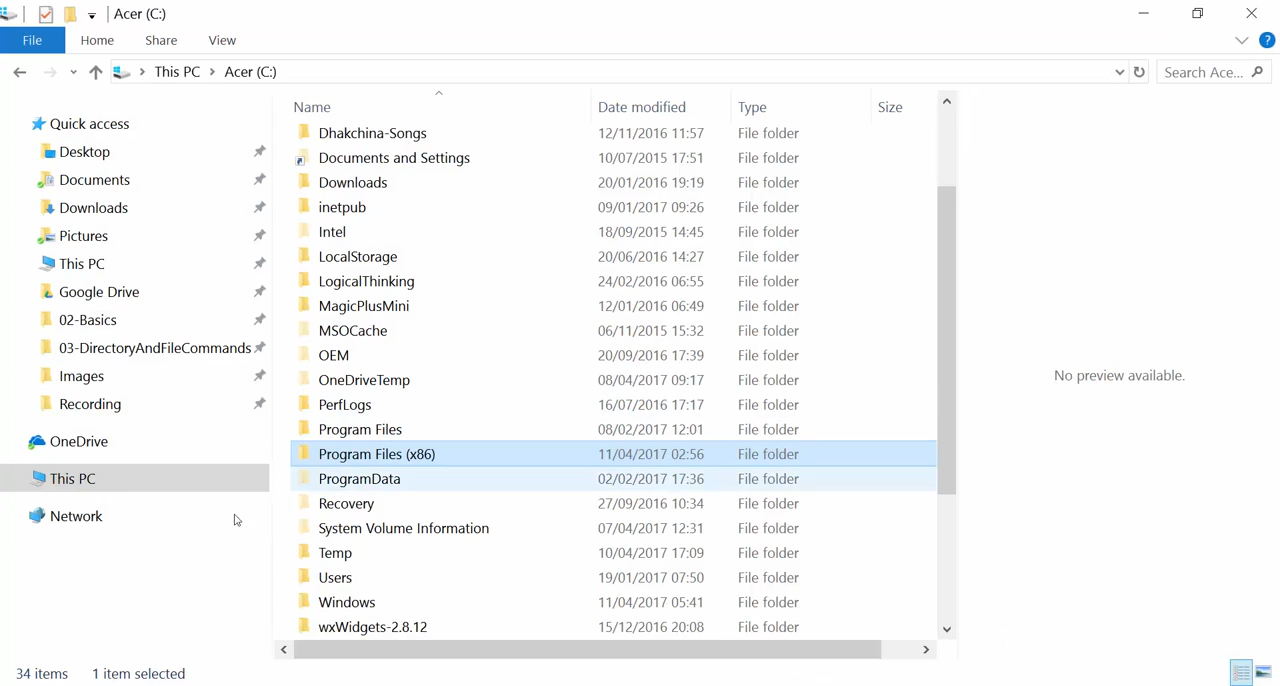 Acer (C:)
File Home Share View ?
This PC Acer (C:) Search Ace...
Name Date modified Type Size
Quick access
Desktop
Documents
Downloads
Pictures
This PC
Google Drive
02-Basics
03-DirectoryAndFileCommands
Images
Recording
OneDrive
This PC
Network
Dhakchina-Songs 12/11/2016 11:57 File folder
Documents and Settings 10/07/2015 17:51 File folder
Downloads 20/01/2016 19:19 File folder
inetpub 09/01/2017 09:26 File folder
Intel 18/09/2015 14:45 File folder
LocalStorage 20/06/2016 14:27 File folder
LogicalThinking 24/02/2016 06:55 File folder
MagicPlusMini 12/01/2016 06:49 File folder
MSOCache 06/11/2015 15:32 File folder
OEM 20/09/2016 17:39 File folder
OneDriveTemp 08/04/2017 09:17 File folder
PerfLogs 16/07/2016 17:17 File folder
Program Files 08/02/2017 12:01 File folder
Program Files (x86) 11/04/2017 02:56 File folder
ProgramData 02/02/2017 17:36 File folder
Recovery 27/09/2016 10:34 File folder
System Volume Information 07/04/2017 12:31 File folder
Temp 10/04/2017 17:09 File folder
Users 19/01/2017 07:50 File folder
Windows 11/04/2017 05:41 File folder
wxWidgets-2.8.12 15/12/2016 20:08 File folder
No preview available.
34 items 1 item selected